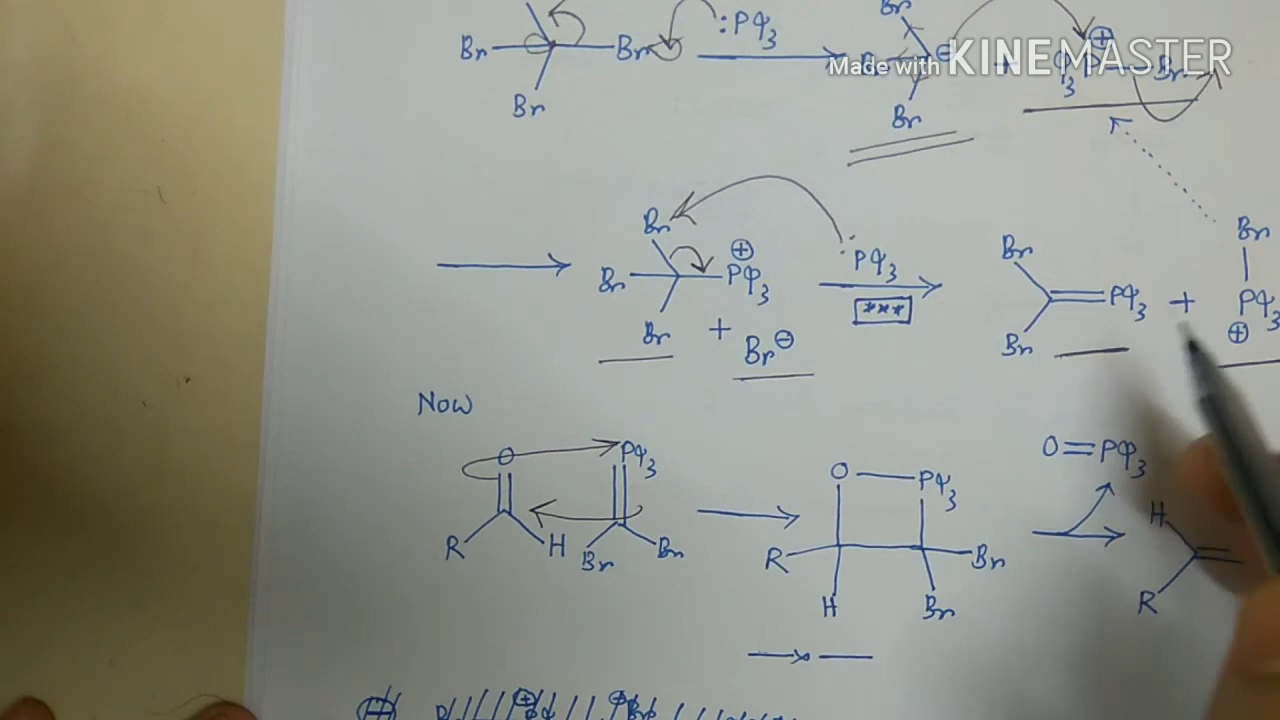 Br
Br Br :Pφ3 Br ⊖ + φ3P⊕ Br
Made with KINEMASTER
Br Br
Br ⊕ :Pφ3 Br Br
Br Pφ3 *** Pφ3 + Pφ3
Br + Br⊖ Br ⊕
Now
O Pφ3 O Pφ3 O=Pφ3
R H Br Br R Br H
H Br R